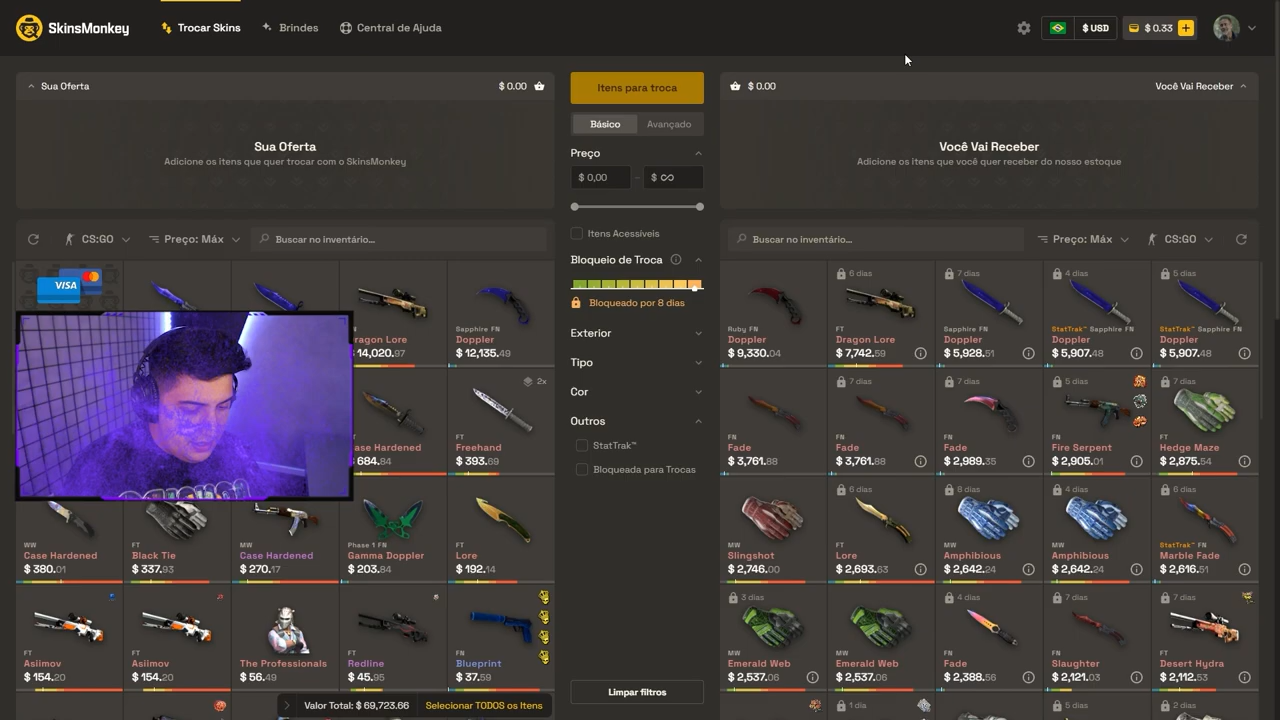 SkinsMonkey
Trocar Skins
Brindes
Central de Ajuda
$ USD
$ 0.33
Sua Oferta
$ 0.00
Sua Oferta
Adicione os itens que quer trocar com o SkinsMonkey
Itens para troca
Básico
Avançado
Preço
$ 0,00
–
$ ∞
Itens Acessíveis
Bloqueio de Troca
Bloqueado por 8 dias
Exterior
Tipo
Cor
Outros
StatTrak™
Bloqueada para Trocas
Limpar filtros
$ 0.00
Você Vai Receber
Você Vai Receber
Adicione os itens que você quer receber do nosso estoque
CS:GO
Preço: Máx
Buscar no inventário...
VISA
Dragon Lore
$ 14,020.97
Sapphire FN
Doppler
$ 12,135.49
Case Hardened
$ 684.84
2x
FT
Freehand
$ 393.69
WW
Case Hardened
$ 380.01
FT
Black Tie
$ 337.93
MW
Case Hardened
$ 270.17
Phase 1 FN
Gamma Doppler
$ 203.84
FT
Lore
$ 192.14
FT
Asiimov
$ 154.20
FT
Asiimov
$ 154.20
The Professionals
$ 56.49
FT
Redline
$ 45.95
FN
Blueprint
$ 37.59
Valor Total: $ 69,723.66
Selecionar TODOS os Itens
Buscar no inventário...
Preço: Máx
CS:GO
Ruby FN
Doppler
$ 9,330.04
6 dias
FT
Dragon Lore
$ 7,742.59
7 dias
Sapphire FN
Doppler
$ 5,928.51
4 dias
StatTrak™ Sapphire FN
Doppler
$ 5,907.48
5 dias
StatTrak™ Sapphire FN
Doppler
$ 5,907.48
FN
Fade
$ 3,761.88
7 dias
FN
Fade
$ 3,761.88
7 dias
FN
Fade
$ 2,989.35
5 dias
FN
Fire Serpent
$ 2,905.01
7 dias
FT
Hedge Maze
$ 2,875.54
MW
Slingshot
$ 2,746.00
6 dias
FT
Lore
$ 2,693.63
8 dias
MW
Amphibious
$ 2,642.24
4 dias
MW
Amphibious
$ 2,642.24
6 dias
StatTrak™ FN
Marble Fade
$ 2,616.51
3 dias
MW
Emerald Web
$ 2,537.06
MW
Emerald Web
$ 2,537.06
4 dias
FN
Fade
$ 2,388.56
7 dias
FN
Slaughter
$ 2,121.03
7 dias
FT
Desert Hydra
$ 2,112.53
1 dia
5 dias
2 dias